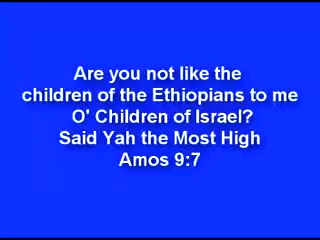 Are you not like the
children of the Ethiopians to me
O' Children of Israel?
Said Yah the Most High
Amos 9:7